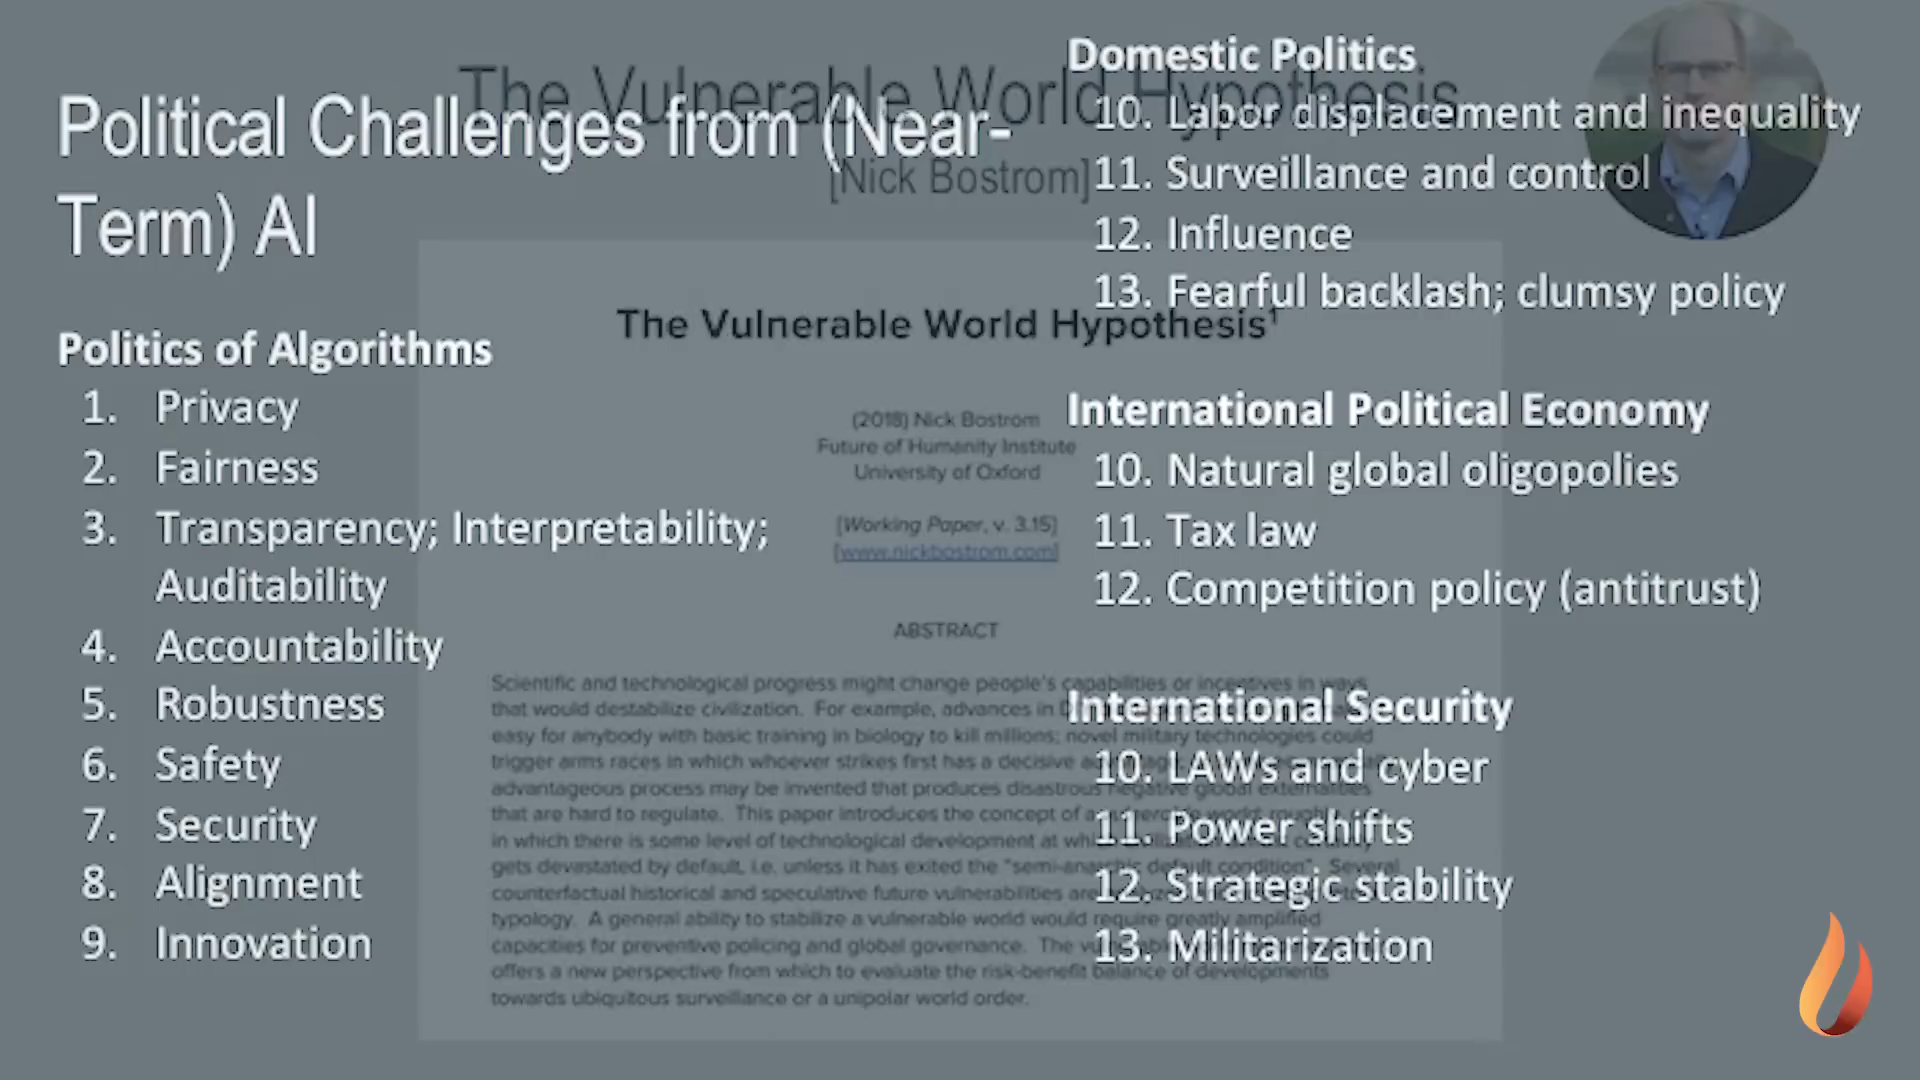 The Vulnerable World Hypothesis
[Nick Bostrom]
Political Challenges from (Near-
Term) AI
Politics of Algorithms
1. Privacy
2. Fairness
3. Transparency; Interpretability;
Auditability
4. Accountability
5. Robustness
6. Safety
7. Security
8. Alignment
9. Innovation
Domestic Politics
10. Labor displacement and inequality
11. Surveillance and control
12. Influence
13. Fearful backlash; clumsy policy
International Political Economy
10. Natural global oligopolies
11. Tax law
12. Competition policy (antitrust)
International Security
10. LAWs and cyber
11. Power shifts
12. Strategic stability
13. Militarization
The Vulnerable World Hypothesis¹
(2018) Nick Bostrom
Future of Humanity Institute
University of Oxford
[Working Paper, v. 3.15]
[www.nickbostrom.com]
ABSTRACT
Scientific and technological progress might change people's capabilities or incentives in ways
that would destabilize civilization. For example, advances in
easy for anybody with basic training in biology to kill millions; novel military technologies could
trigger arms races in which whoever strikes first has a decisive
advantageous process may be invented that produces disastrous negative global externalities
that are hard to regulate. This paper introduces the concept of a
in which there is some level of technological development at
gets devastated by default, i.e. unless it has exited the "semi-anarchic default condition". Several
counterfactual historical and speculative future vulnerabilities are
typology. A general ability to stabilize a vulnerable world would require greatly amplified
capacities for preventive policing and global governance. The
offers a new perspective from which to evaluate the risk-benefit balance of developments
towards ubiquitous surveillance or a unipolar world order.